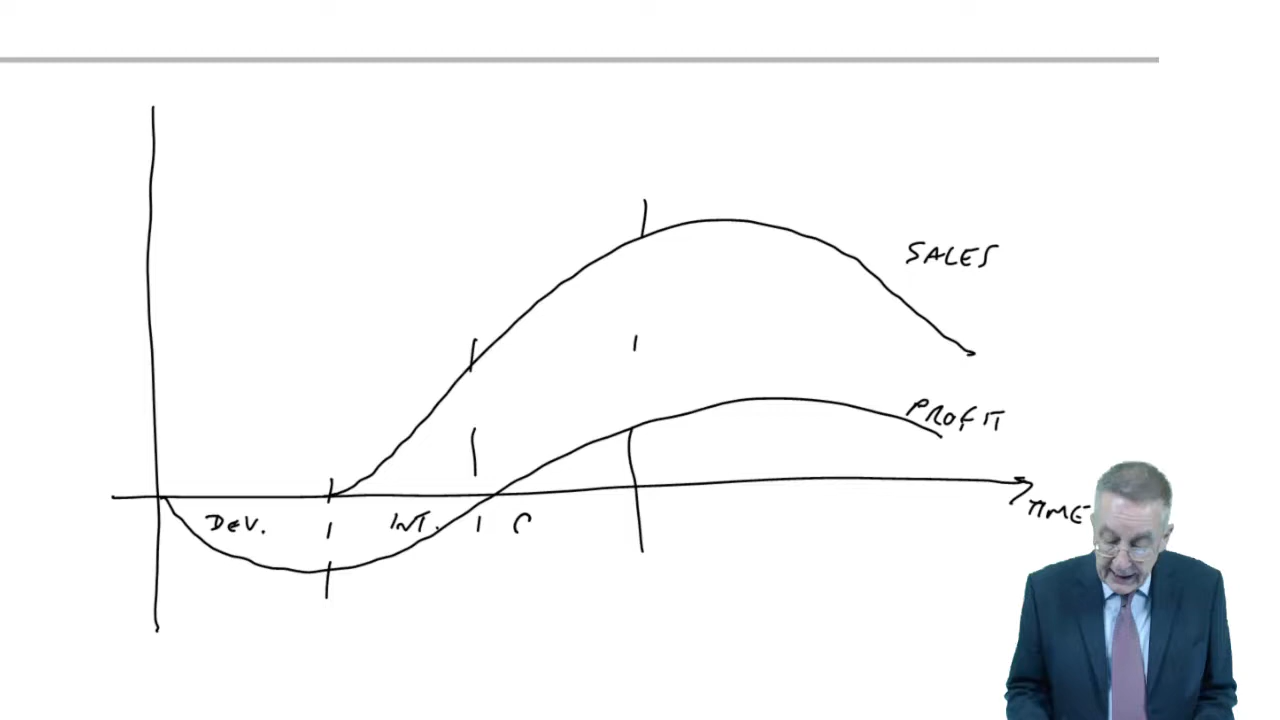 SALES
PROFIT
TIME
DEV.
INT.